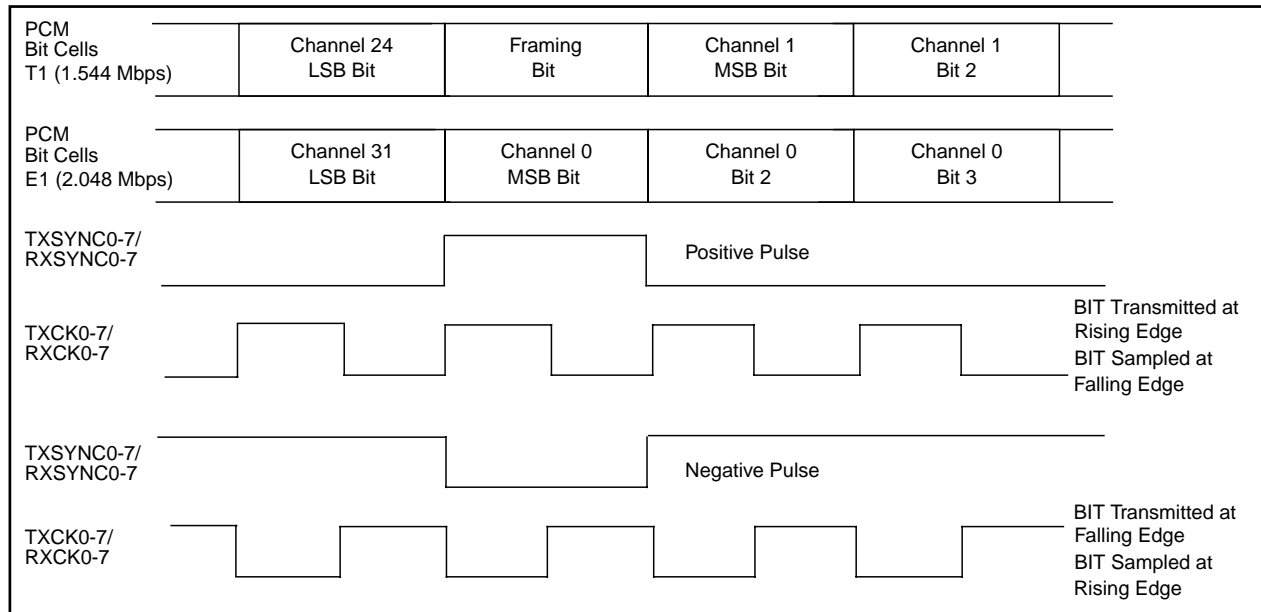 PCM
Bit Cells
T1 (1.544 Mbps)
Channel 24
LSB Bit
Framing
Bit
Channel 1
MSB Bit
Channel 1
Bit 2
PCM
Bit Cells
E1 (2.048 Mbps)
Channel 31
LSB Bit
Channel 0
MSB Bit
Channel 0
Bit 2
Channel 0
Bit 3
TXSYNC0-7/
RXSYNC0-7
Positive Pulse
TXCK0-7/
RXCK0-7
BIT Transmitted at
Rising Edge
BIT Sampled at
Falling Edge
TXSYNC0-7/
RXSYNC0-7
Negative Pulse
TXCK0-7/
RXCK0-7
BIT Transmitted at
Falling Edge
BIT Sampled at
Rising Edge